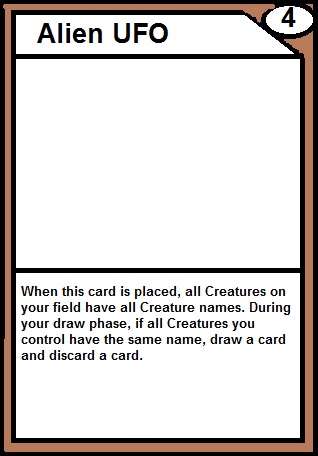 Alien UFO
4
When this card is placed, all Creatures on
your field have all Creature names. During
your draw phase, if all Creatures you
control have the same name, draw a card
and discard a card.